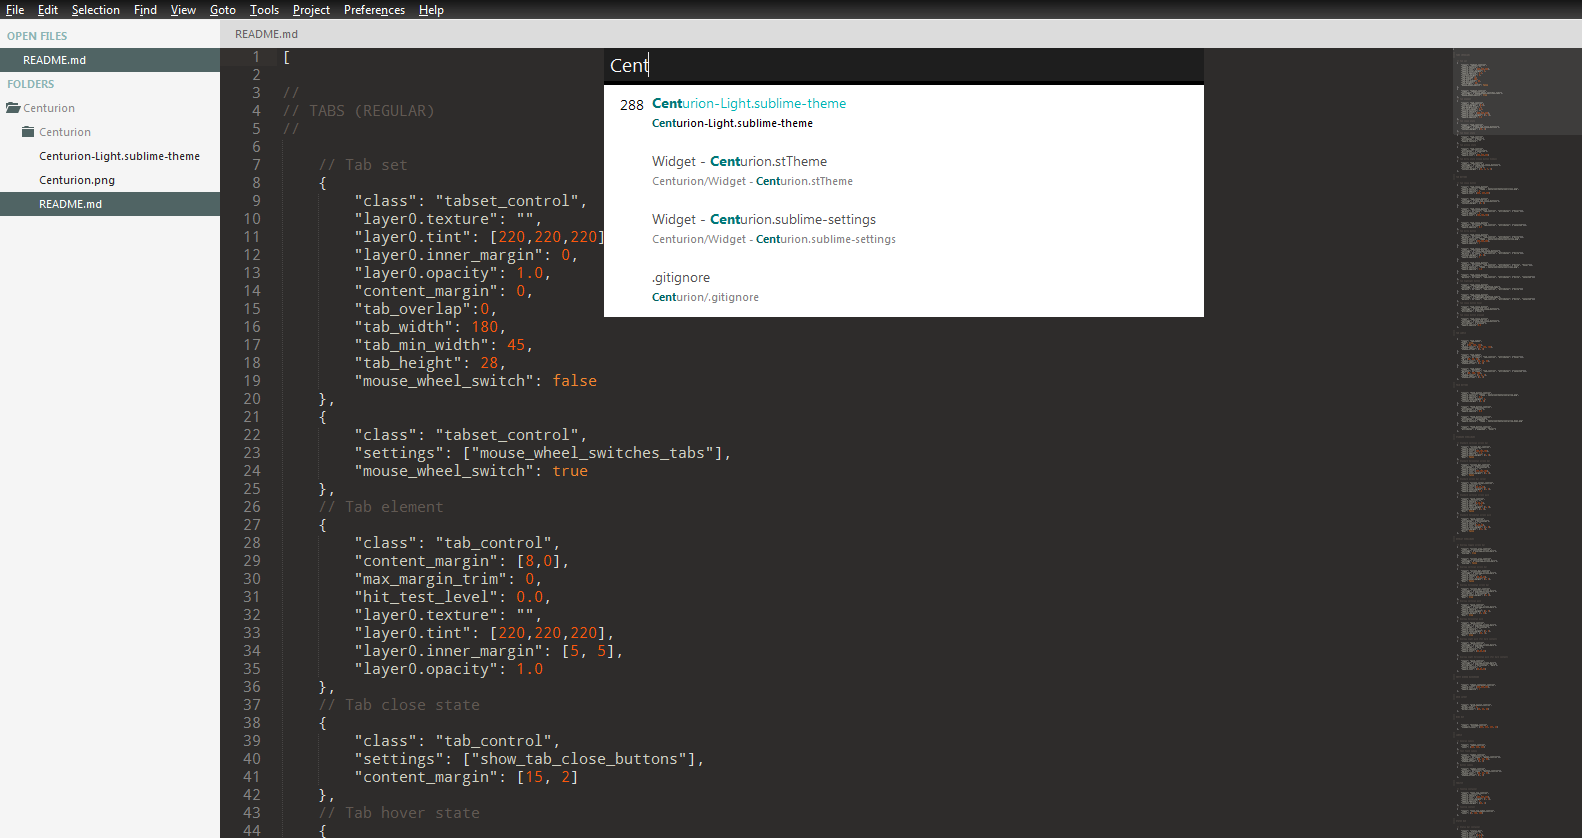 File Edit Selection Find View Goto Tools Project Preferences Help
OPEN FILES
README.md
FOLDERS
Centurion
Centurion
Centurion-Light.sublime-theme
Centurion.png
README.md
README.md
Cent
288 Centurion-Light.sublime-theme
Centurion-Light.sublime-theme
Widget - Centurion.stTheme
Centurion/Widget - Centurion.stTheme
Widget - Centurion.sublime-settings
Centurion/Widget - Centurion.sublime-settings
.gitignore
Centurion/.gitignore
1 [
2
3 //
4 // TABS (REGULAR)
5 //
6
7 // Tab set
8 {
9 "class": "tabset_control",
10 "layer0.texture": "",
11 "layer0.tint": [220,220,220]
12 "layer0.inner_margin": 0,
13 "layer0.opacity": 1.0,
14 "content_margin": 0,
15 "tab_overlap":0,
16 "tab_width": 180,
17 "tab_min_width": 45,
18 "tab_height": 28,
19 "mouse_wheel_switch": false
20 },
21 {
22 "class": "tabset_control",
23 "settings": ["mouse_wheel_switches_tabs"],
24 "mouse_wheel_switch": true
25 },
26 // Tab element
27 {
28 "class": "tab_control",
29 "content_margin": [8,0],
30 "max_margin_trim": 0,
31 "hit_test_level": 0.0,
32 "layer0.texture": "",
33 "layer0.tint": [220,220,220],
34 "layer0.inner_margin": [5, 5],
35 "layer0.opacity": 1.0
36 },
37 // Tab close state
38 {
39 "class": "tab_control",
40 "settings": ["show_tab_close_buttons"],
41 "content_margin": [15, 2]
42 },
43 // Tab hover state
44 {